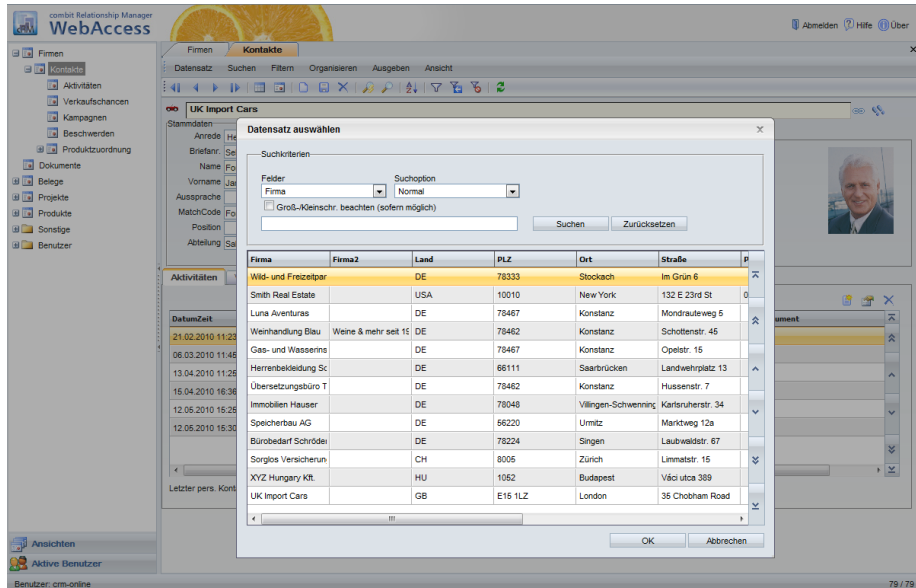 combit Relationship Manager
WebAccess
Abmelden Hilfe Über
Firmen
Kontakte
Aktivitäten
Verkaufschancen
Kampagnen
Beschwerden
Produktzuordnung
Dokumente
Belege
Projekte
Produkte
Sonstige
Benutzer
Ansichten
Aktive Benutzer
Firmen Kontakte
Datensatz Suchen Filtern Organisieren Ausgeben Ansicht
UK Import Cars
Stammdaten
Anrede He
Briefanr. Se
Name Fo
Vorname Ja
Aussprache
MatchCode Fo
Position
Abteilung Sal
Aktivitäten
DatumZeit ument
21.02.2010 11:23
06.03.2010 11:45
13.04.2010 11:25
15.04.2010 16:36
12.05.2010 15:25
12.05.2010 15:30
Letzter pers. Kont
Datensatz auswählen
Suchkriterien
Felder Suchoption
Firma Normal
Groß-/Kleinschr. beachten (sofern möglich)
Suchen Zurücksetzen
Firma Firma2 Land PLZ Ort Straße P
Wild- und Freizeitpar DE 78333 Stockach Im Grün 6
Smith Real Estate USA 10010 New York 132 E 23rd St 0
Luna Aventuras DE 78467 Konstanz Mondrauteweg 5
Weinhandlung Blau Weine & mehr seit 19 DE 78462 Konstanz Schottenstr. 45
Gas- und Wasserins DE 78467 Konstanz Opelstr. 15
Herrenbekleidung Sc DE 66111 Saarbrücken Landwehrplatz 13
Übersetzungsbüro T DE 78462 Konstanz Hussenstr. 7
Immobilien Hauser DE 78048 Villingen-Schwenning Karlsruherstr. 34
Speicherbau AG DE 56220 Urmitz Marktweg 12a
Bürobedarf Schröder DE 78224 Singen Laubwaldstr. 67
Sorglos Versicherun CH 8005 Zürich Limmatstr. 15
XYZ Hungary Kft. HU 1052 Budapest Váci utca 389
UK Import Cars GB E15 1LZ London 35 Chobham Road
OK Abbrechen
Benutzer: crm-online 79 / 79